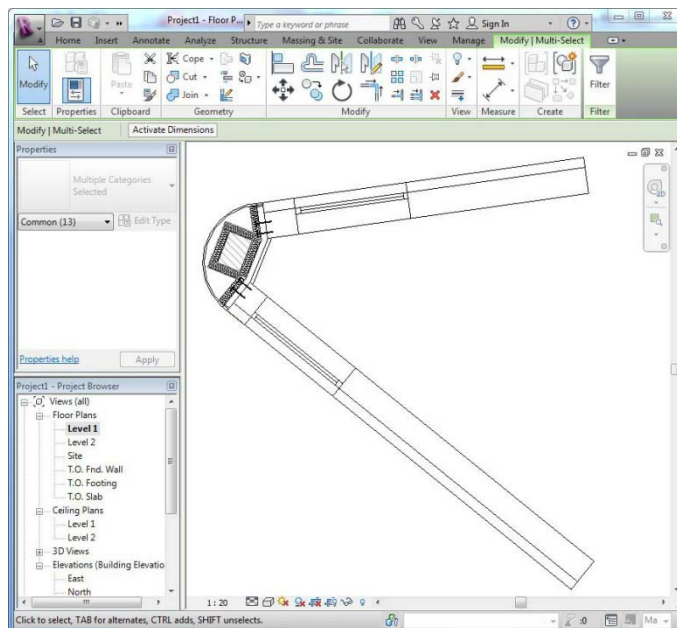 Project1 - Floor P... Type a keyword or phrase Sign In
Home Insert Annotate Analyze Structure Massing & Site Collaborate View Manage Modify | Multi-Select
Modify Paste Cope Cut Join Filter
Select Properties Clipboard Geometry Modify View Measure Create Filter
Modify | Multi-Select Activate Dimensions
Properties
Multiple Categories
Selected
Common (13) Edit Type
Properties help Apply
Project1 - Project Browser
Views (all)
Floor Plans
Level 1
Level 2
Site
T.O. Fnd. Wall
T.O. Footing
T.O. Slab
Ceiling Plans
Level 1
Level 2
3D Views
Elevations (Building Elevatio
East
North
1 : 20
Click to select, TAB for alternates, CTRL adds, SHIFT unselects. :0 Ma